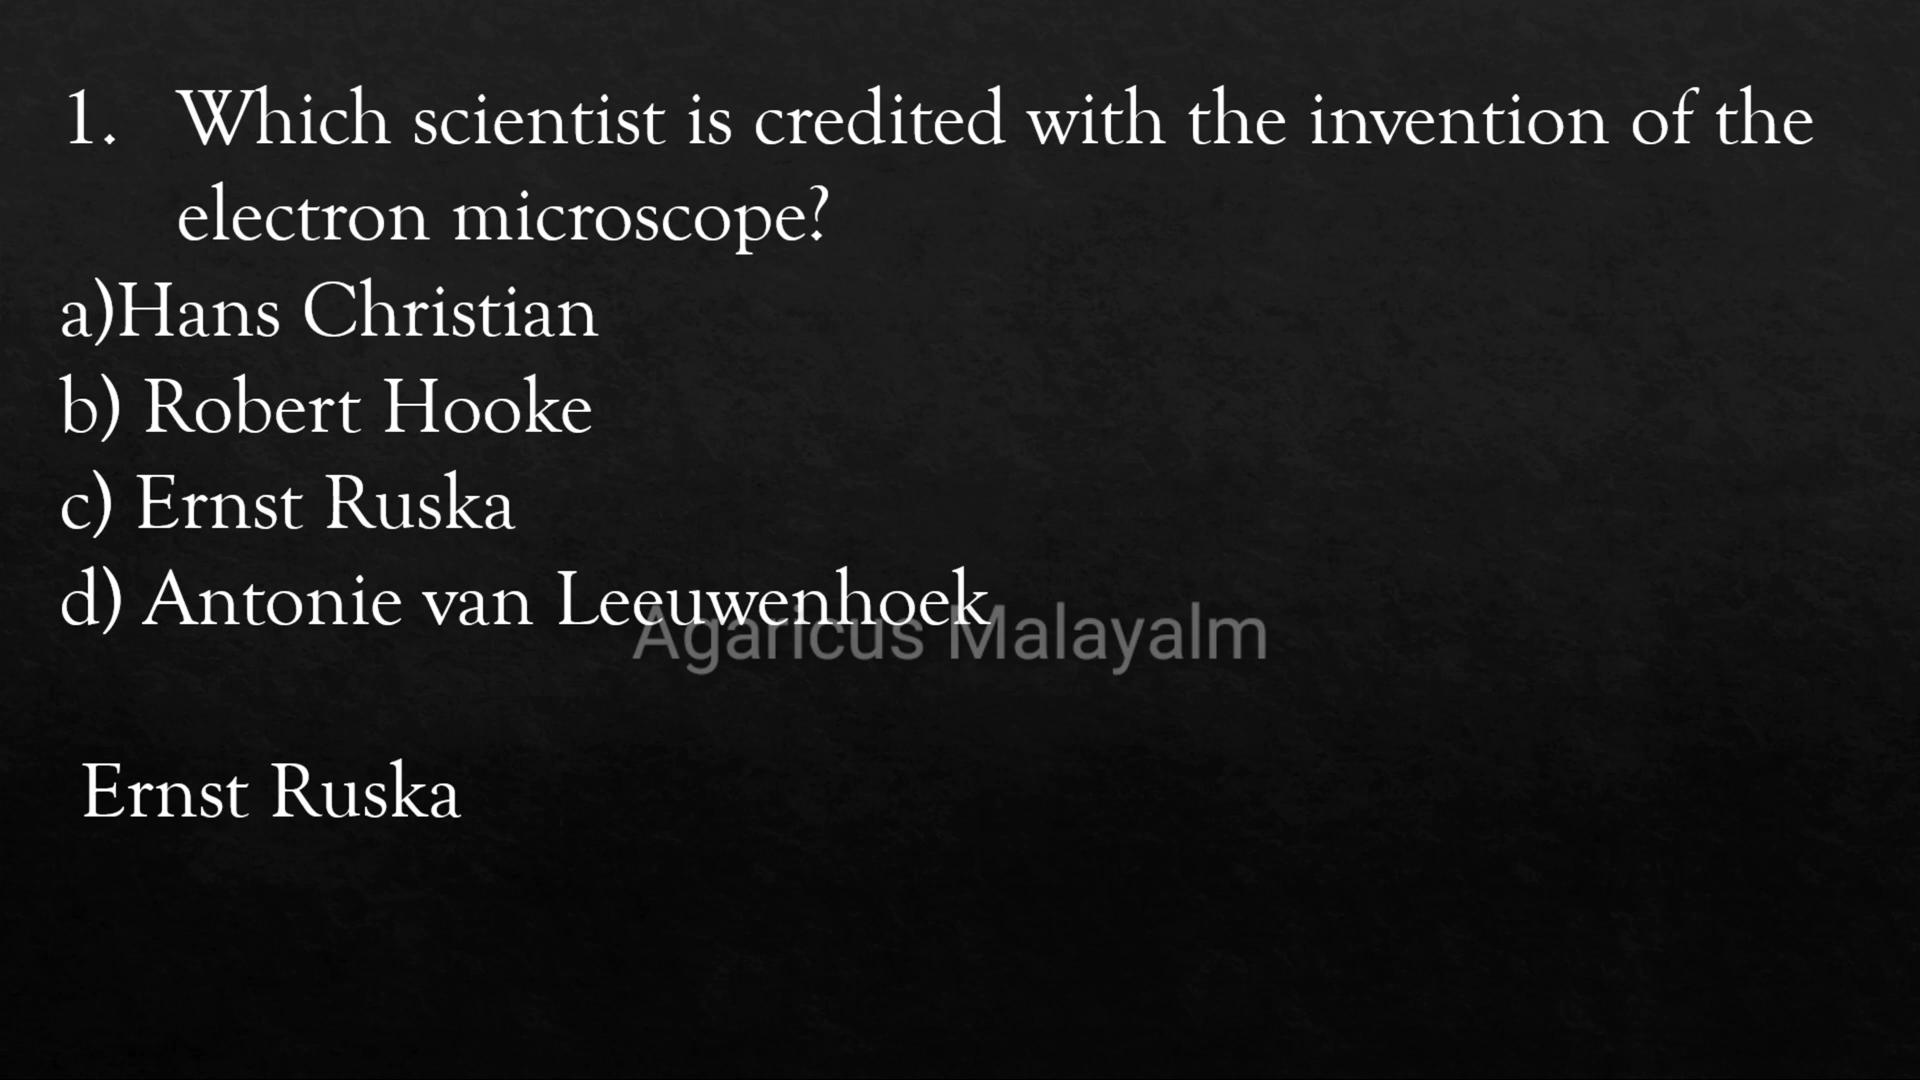 1. Which scientist is credited with the invention of the
electron microscope?
a)Hans Christian
b) Robert Hooke
c) Ernst Ruska
d) Antonie van Leeuwenhoek
Agaricus Malayalm
Ernst Ruska